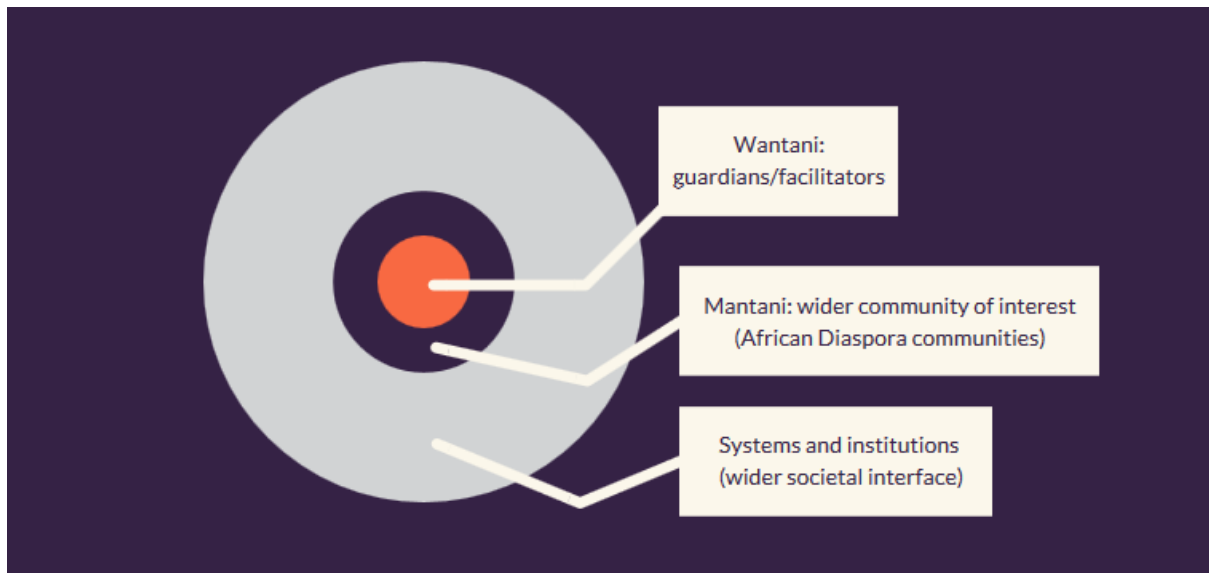 Wantani:
guardians/facilitators
Mantani: wider community of interest
(African Diaspora communities)
Systems and institutions
(wider societal interface)